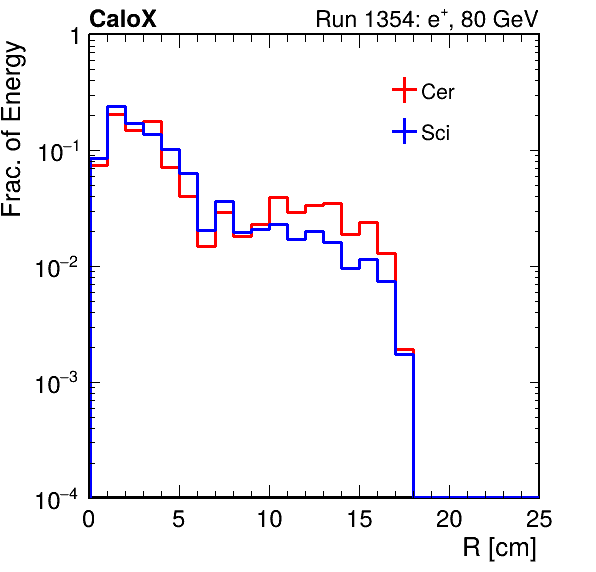 CaloX Run 1354: e⁺, 80 GeV
Frac. of Energy
1
10⁻¹
10⁻²
10⁻³
10⁻⁴
Cer
Sci
0 5 10 15 20 25
R [cm]